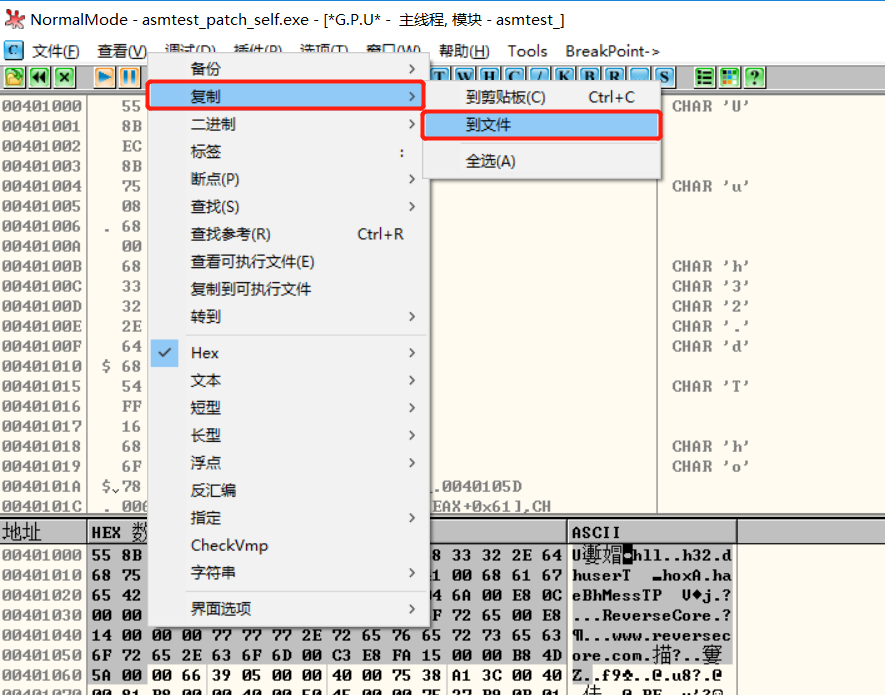 NormalMode - asmtest_patch_self.exe - [*G.P.U* - 主线程, 模块 - asmtest_]
文件(F) 查看(V) 调试(D) 插件(P) 选项(T) 窗口(W) 帮助(H) Tools BreakPoint->
C T W H C / K B R S ?
备份
复制
二进制
标签 :
断点(P)
查找(S)
查找参考(R) Ctrl+R
查看可执行文件(E)
复制到可执行文件
转到
Hex
文本
短型
长型
浮点
反汇编
指定
CheckVmp
字符串
界面选项
到剪贴板(C) Ctrl+C
到文件
全选(A)
00401000 55 CHAR 'U'
00401001 8B
00401002 EC
00401003 8B
00401004 75 CHAR 'u'
00401005 08
00401006 . 68
0040100A 00
0040100B 68 CHAR 'h'
0040100C 33 CHAR '3'
0040100D 32 CHAR '2'
0040100E 2E CHAR '.'
0040100F 64 CHAR 'd'
00401010 $ 68
00401015 54 CHAR 'T'
00401016 FF
00401017 16
00401018 68 CHAR 'h'
00401019 6F CHAR 'o'
0040101A $ 78 .0040105D
0040101C . 006 EAX+0x61],CH
地址 HEX 数 ASCII
00401000 55 8B 8 33 32 2E 64 hll..h32.d
00401010 68 75 1 00 68 61 67 huserT hoxA.ha
00401020 65 42 4 6A 00 E8 0C eBhMessTP V♦j.?
00401030 00 00 F 72 65 00 E8 ...ReverseCore.?
00401040 14 00 00 00 77 77 77 2E 72 65 76 65 72 73 65 63 ¶...www.reversec
00401050 6F 72 65 2E 63 6F 6D 00 C3 E8 FA 15 00 00 B8 4D ore.com.
00401060 5A 00 00 66 39 05 00 00 40 00 75 38 A1 3C 00 40 Z..f9♣..@.u8?.@